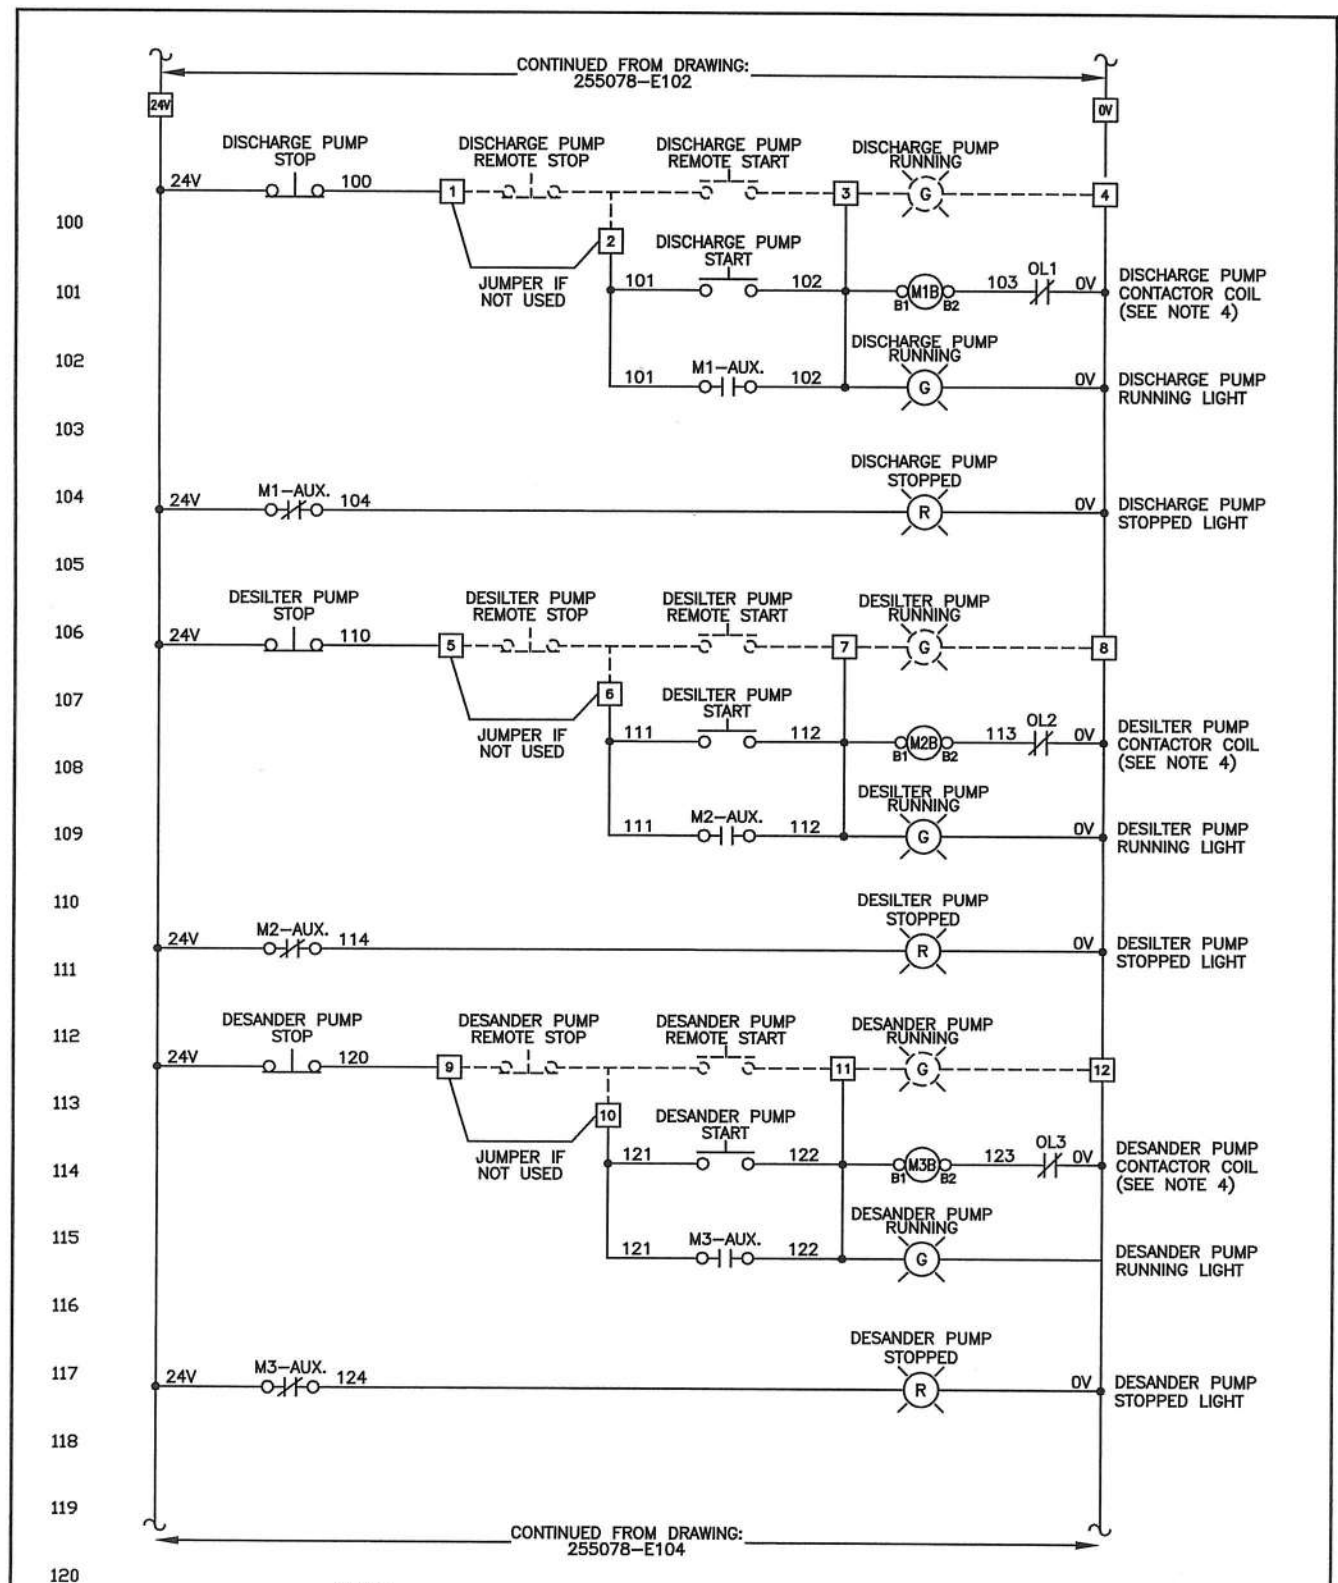 CONTINUED FROM DRAWING:
255078-E102
24V
0V
DISCHARGE PUMP
STOP
DISCHARGE PUMP
REMOTE STOP
DISCHARGE PUMP
REMOTE START
DISCHARGE PUMP
RUNNING
24V
100
1
3
G
4
100
2
DISCHARGE PUMP
START
JUMPER IF
NOT USED
101
101
102
M1B
B1
B2
103
OL1
0V
DISCHARGE PUMP
CONTACTOR COIL
(SEE NOTE 4)
102
DISCHARGE PUMP
RUNNING
101
M1-AUX.
102
G
0V
DISCHARGE PUMP
RUNNING LIGHT
103
DISCHARGE PUMP
STOPPED
104
24V
M1-AUX.
104
R
0V
DISCHARGE PUMP
STOPPED LIGHT
105
DESILTER PUMP
STOP
DESILTER PUMP
REMOTE STOP
DESILTER PUMP
REMOTE START
DESILTER PUMP
RUNNING
106
24V
110
5
7
G
8
107
6
DESILTER PUMP
START
JUMPER IF
NOT USED
111
112
M2B
B1
B2
113
OL2
0V
DESILTER PUMP
CONTACTOR COIL
(SEE NOTE 4)
108
DESILTER PUMP
RUNNING
109
111
M2-AUX.
112
G
0V
DESILTER PUMP
RUNNING LIGHT
110
DESILTER PUMP
STOPPED
24V
M2-AUX.
114
R
0V
DESILTER PUMP
STOPPED LIGHT
111
112
DESANDER PUMP
STOP
DESANDER PUMP
REMOTE STOP
DESANDER PUMP
REMOTE START
DESANDER PUMP
RUNNING
24V
120
9
11
G
12
113
10
DESANDER PUMP
START
JUMPER IF
NOT USED
114
121
122
M3B
B1
B2
123
OL3
0V
DESANDER PUMP
CONTACTOR COIL
(SEE NOTE 4)
115
DESANDER PUMP
RUNNING
121
M3-AUX.
122
G
DESANDER PUMP
RUNNING LIGHT
116
DESANDER PUMP
STOPPED
117
24V
M3-AUX.
124
R
0V
DESANDER PUMP
STOPPED LIGHT
118
119
CONTINUED FROM DRAWING:
255078-E104
120